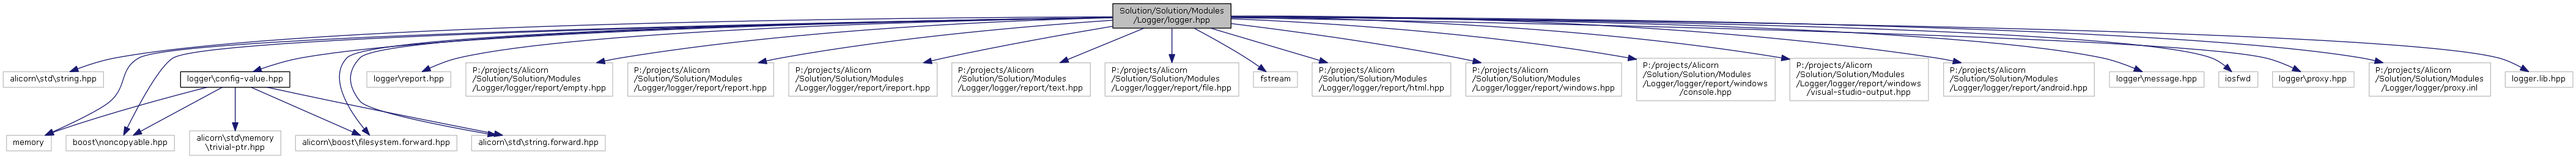 Solution/Solution/Modules
/Logger/logger.hpp
alicorn\std\string.hpp
logger\config-value.hpp
logger\report.hpp
P:/projects/Alicorn
/Solution/Solution/Modules
/Logger/logger/report/empty.hpp
P:/projects/Alicorn
/Solution/Solution/Modules
/Logger/logger/report/report.hpp
P:/projects/Alicorn
/Solution/Solution/Modules
/Logger/logger/report/ireport.hpp
P:/projects/Alicorn
/Solution/Solution/Modules
/Logger/logger/report/text.hpp
P:/projects/Alicorn
/Solution/Solution/Modules
/Logger/logger/report/file.hpp
fstream
P:/projects/Alicorn
/Solution/Solution/Modules
/Logger/logger/report/html.hpp
P:/projects/Alicorn
/Solution/Solution/Modules
/Logger/logger/report/windows.hpp
P:/projects/Alicorn
/Solution/Solution/Modules
/Logger/logger/report/windows
/console.hpp
P:/projects/Alicorn
/Solution/Solution/Modules
/Logger/logger/report/windows
/visual-studio-output.hpp
P:/projects/Alicorn
/Solution/Solution/Modules
/Logger/logger/report/android.hpp
logger\message.hpp
iosfwd
logger\proxy.hpp
P:/projects/Alicorn
/Solution/Solution/Modules
/Logger/logger/proxy.inl
logger.lib.hpp
memory
boost\noncopyable.hpp
alicorn\std\memory
\trivial-ptr.hpp
alicorn\boost\filesystem.forward.hpp
alicorn\std\string.forward.hpp